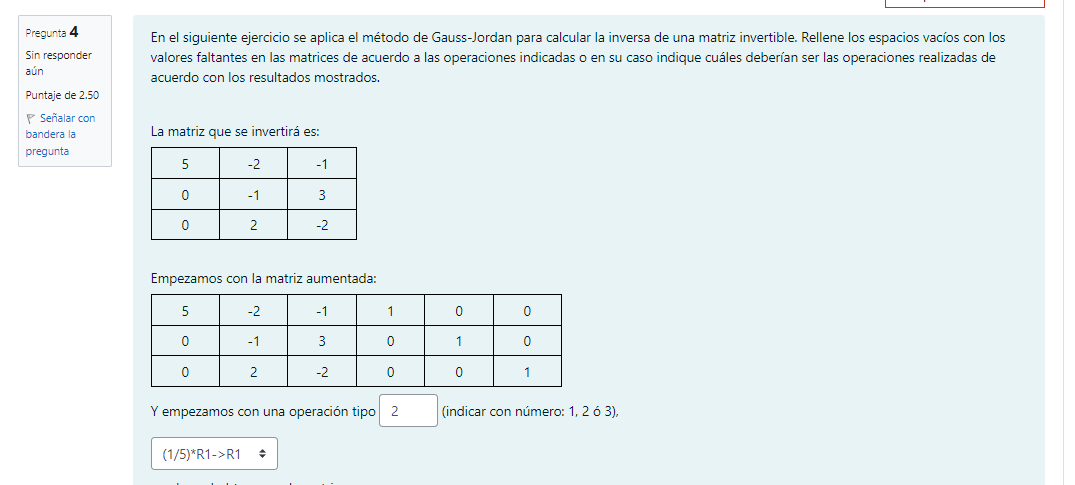 Pregunta 4
Sin responder
aún
Puntaje de 2.50
Señalar con
bandera la
pregunta
En el siguiente ejercicio se aplica el método de Gauss-Jordan para calcular la inversa de una matriz invertible. Rellene los espacios vacíos con los
valores faltantes en las matrices de acuerdo a las operaciones indicadas o en su caso indique cuáles deberían ser las operaciones realizadas de
acuerdo con los resultados mostrados.
La matriz que se invertirá es:
5 -2 -1
0 -1 3
0 2 -2
Empezamos con la matriz aumentada:
5 -2 -1 1 0 0
0 -1 3 0 1 0
0 2 -2 0 0 1
Y empezamos con una operación tipo 2 (indicar con número: 1, 2 ó 3),
(1/5)*R1->R1